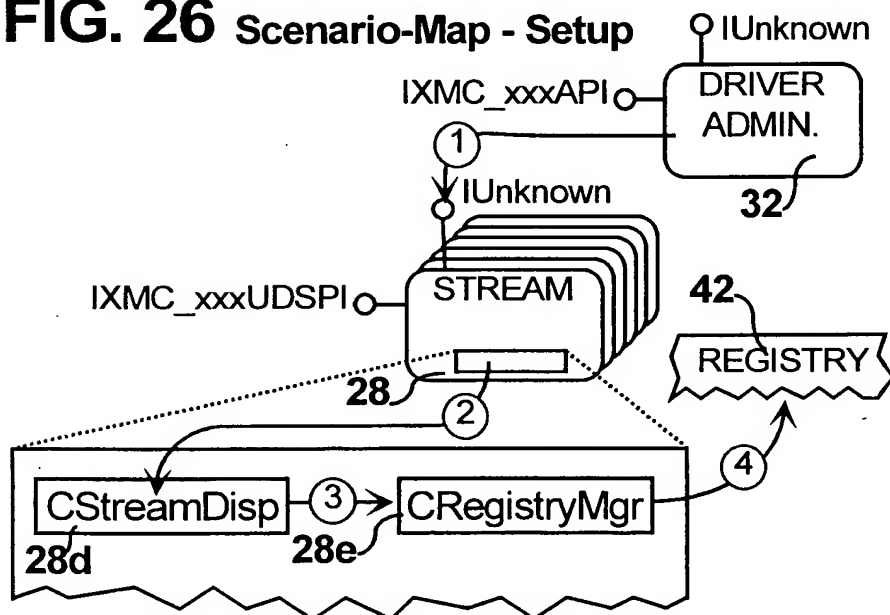 FIG. 26 Scenario-Map - Setup
IUnknown
IXMC_xxxAPI
DRIVER
ADMIN.
32
1
IUnknown
IXMC_xxxUDSPI
STREAM
28
42
REGISTRY
2
CStreamDisp
28d
3
CRegistryMgr
28e
4